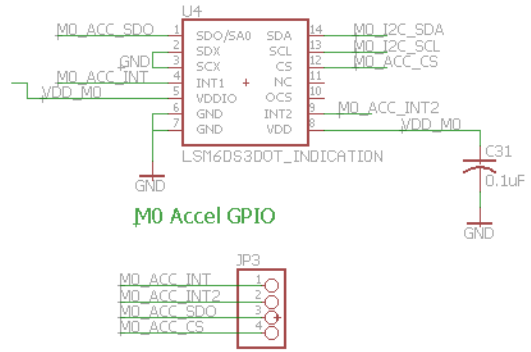 U4
M0_ACC_SDO 1 SDO/SA0 SDA 14 M0_I2C_SDA
2 SDX SCL 13 M0_I2C_SCL
GND 3 SCX CS 12 M0_ACC_CS
M0_ACC_INT 4 INT1 NC 11
VDD_M0 5 VDDIO OCS 10
6 GND INT2 9 M0_ACC_INT2
7 GND VDD 8 VDD_M0
LSM6DS3DOT_INDICATION
C31
0.1uF
GND
GND
M0 Accel GPIO
JP3
M0_ACC_INT 1
M0_ACC_INT2 2
M0_ACC_SDO 3
M0_ACC_CS 4